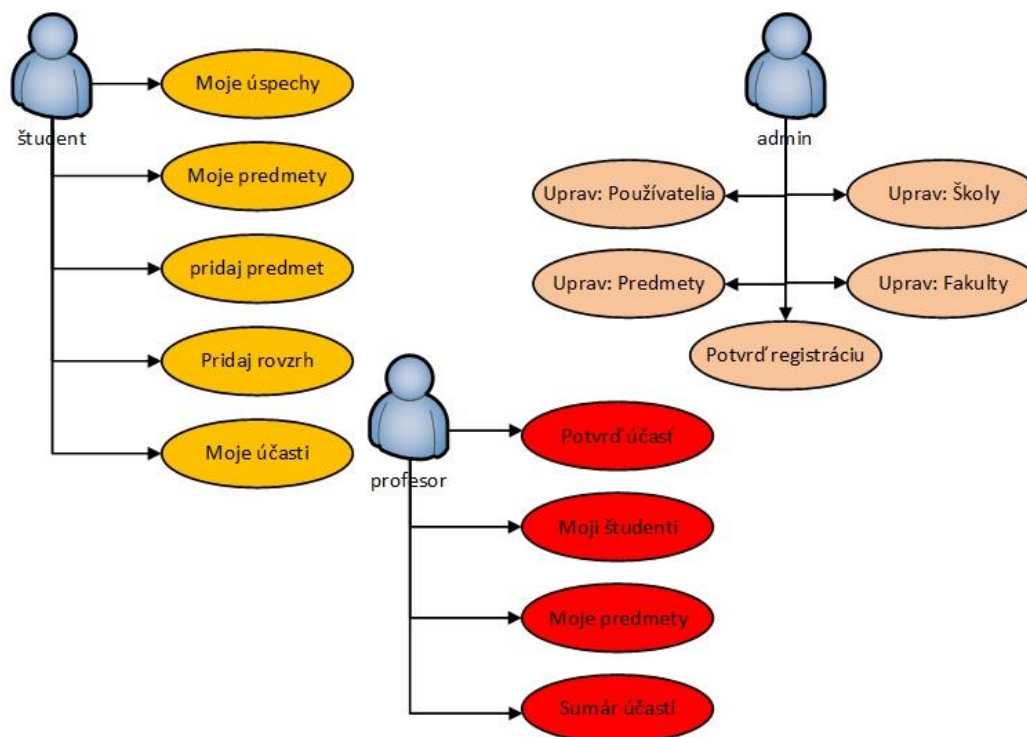 Moje úspechy
študent
Moje predmety
pridaj predmet
Pridaj rovzrh
Moje účasti
admin
Uprav: Používatelia
Uprav: Školy
Uprav: Predmety
Uprav: Fakulty
Potvrď registráciu
profesor
Potvrď účasť
Moji študenti
Moje predmety
Sumár účastí